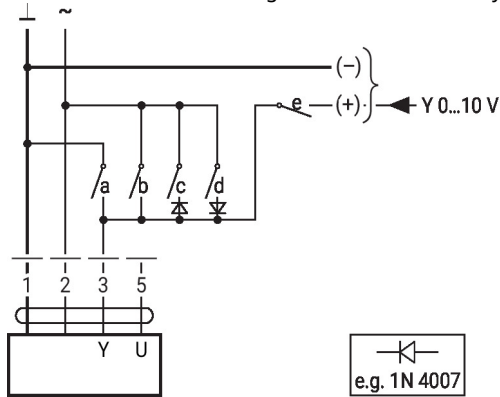 ⊥ ~
(–)
e (+) Y 0...10 V
a b c d
1 2 3 5
Y U
e.g. 1N 4007